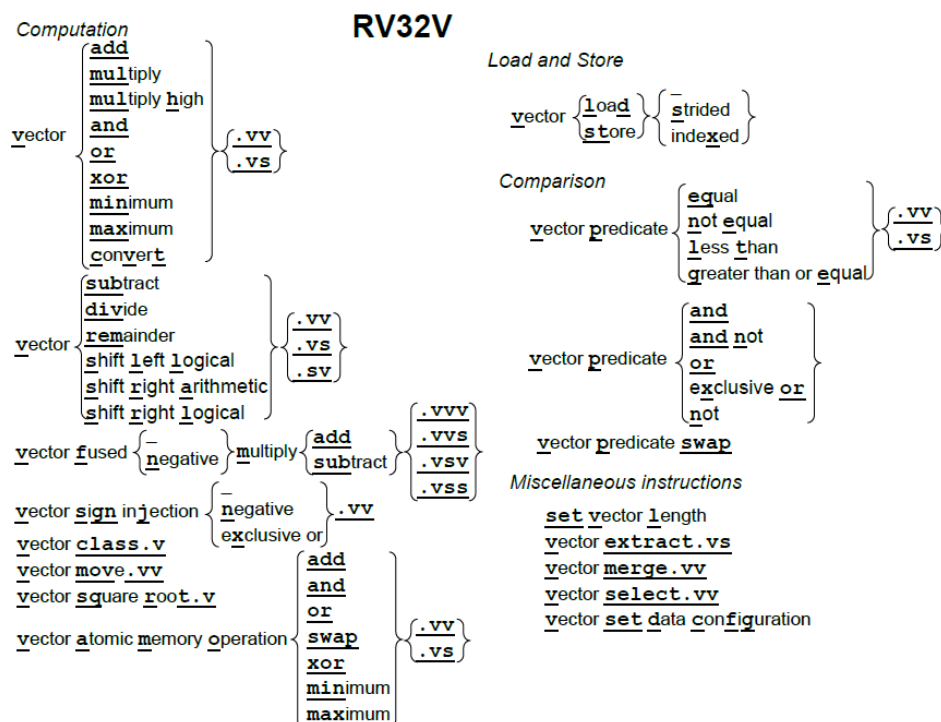 RV32V
Computation
vector
add
multiply
multiply high
and
or
xor
minimum
maximum
convert
.vv
.vs
vector
subtract
divide
remainder
shift left logical
shift right arithmetic
shift right logical
.vv
.vs
.sv
vector fused
–
negative
multiply
add
subtract
.vvv
.vvs
.vsv
.vss
vector sign injection
–
negative
exclusive or
.vv
vector class.v
vector move.vv
vector square root.v
vector atomic memory operation
add
and
or
swap
xor
minimum
maximum
.vv
.vs
Load and Store
vector
load
store
–
strided
indexed
Comparison
vector predicate
equal
not equal
less than
greater than or equal
.vv
.vs
vector predicate
and
and not
or
exclusive or
not
vector predicate swap
Miscellaneous instructions
set vector length
vector extract.vs
vector merge.vv
vector select.vv
vector set data configuration